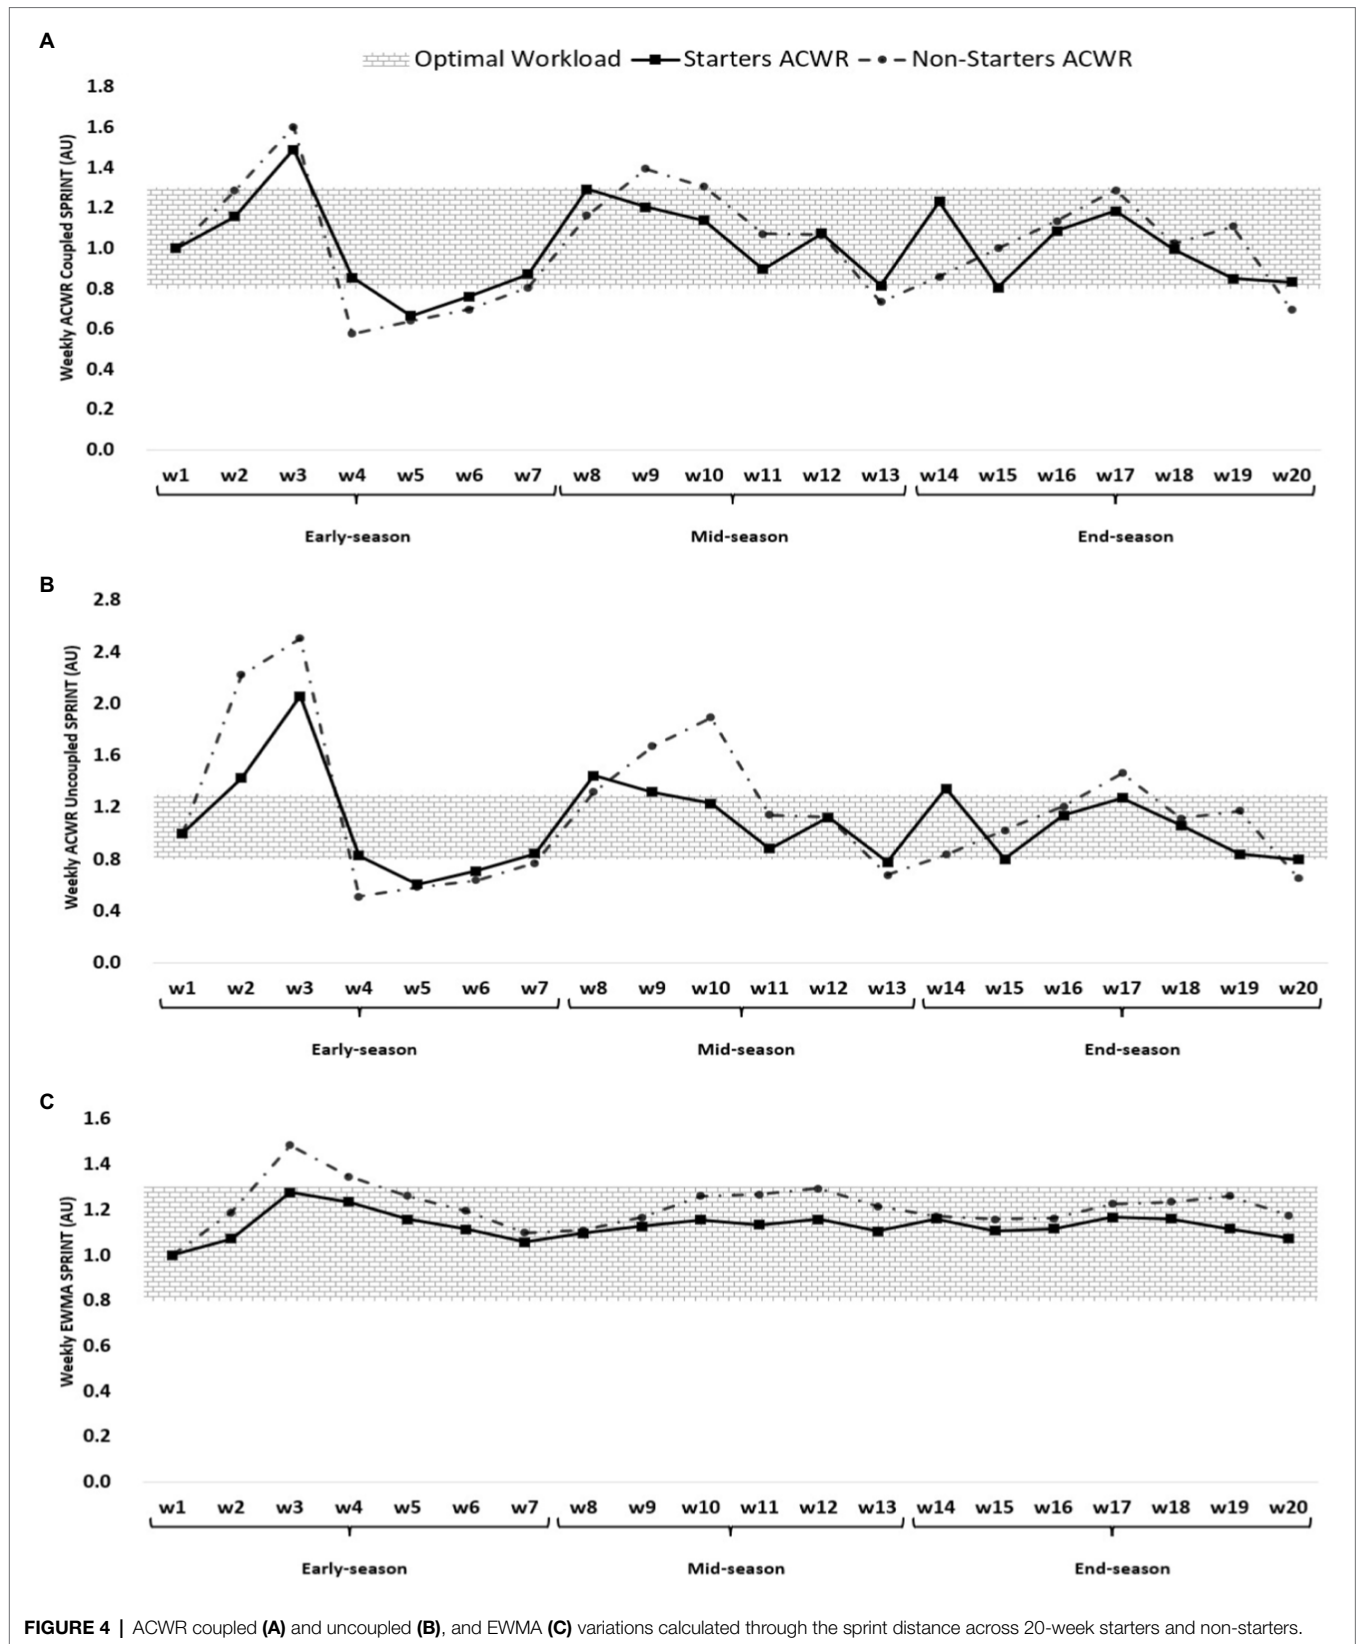 A
Optimal Workload Starters ACWR Non-Starters ACWR
Weekly ACWR Coupled SPRINT (AU)
1.8
1.6
1.4
1.2
1.0
0.8
0.6
0.4
0.2
0.0
w1 w2 w3 w4 w5 w6 w7 w8 w9 w10 w11 w12 w13 w14 w15 w16 w17 w18 w19 w20
Early-season Mid-season End-season
B
Weekly ACWR Uncoupled SPRINT (AU)
2.8
2.4
2.0
1.6
1.2
0.8
0.4
0.0
w1 w2 w3 w4 w5 w6 w7 w8 w9 w10 w11 w12 w13 w14 w15 w16 w17 w18 w19 w20
Early-season Mid-season End-season
C
Weekly EWMA SPRINT (AU)
1.6
1.4
1.2
1.0
0.8
0.6
0.4
0.2
0.0
w1 w2 w3 w4 w5 w6 w7 w8 w9 w10 w11 w12 w13 w14 w15 w16 w17 w18 w19 w20
Early-season Mid-season End-season
FIGURE 4 | ACWR coupled (A) and uncoupled (B), and EWMA (C) variations calculated through the sprint distance across 20-week starters and non-starters.